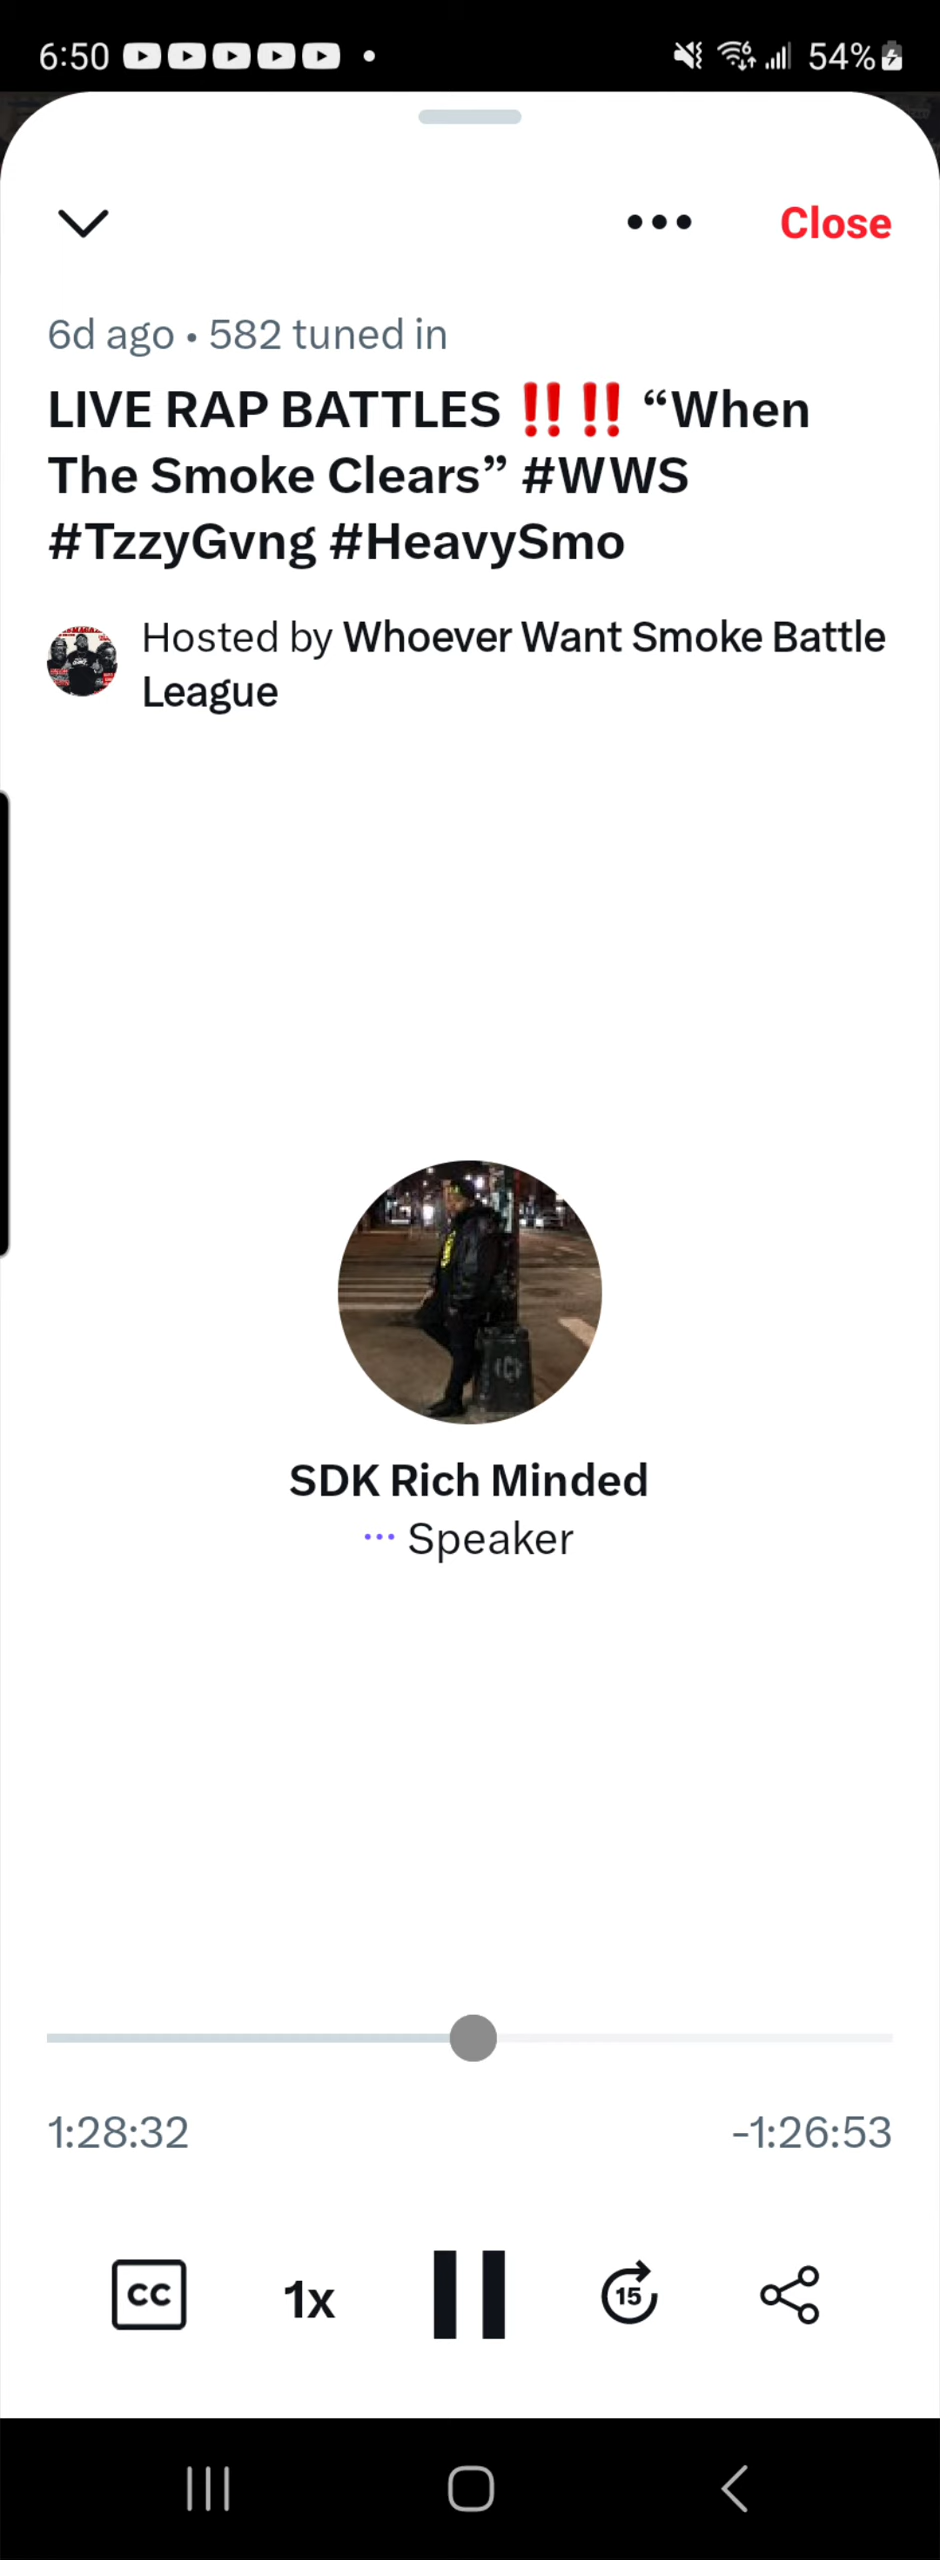 6:50 54%
Close
6d ago • 582 tuned in
LIVE RAP BATTLES ‼️ ‼️ “When
The Smoke Clears” #WWS
#TzzyGvng #HeavySmo
Hosted by Whoever Want Smoke Battle
League
SDK Rich Minded
Speaker
1:28:32 -1:26:53
CC 1x 15